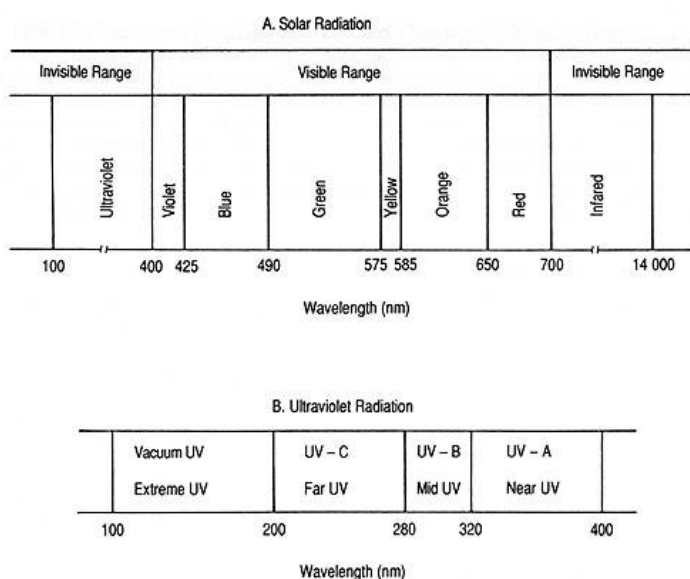 A. Solar Radiation
Invisible Range Visible Range Invisible Range
Ultraviolet Violet Blue Green Yellow Orange Red Infared
100 400 425 490 575 585 650 700 14 000
Wavelength (nm)
B. Ultraviolet Radiation
Vacuum UV UV – C UV – B UV – A
Extreme UV Far UV Mid UV Near UV
100 200 280 320 400
Wavelength (nm)